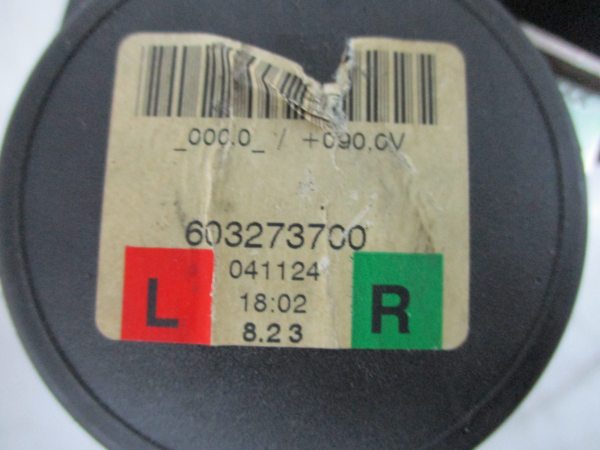 _000.0_ / +090.0V
603273700
041124
18:02
8.23
L
R